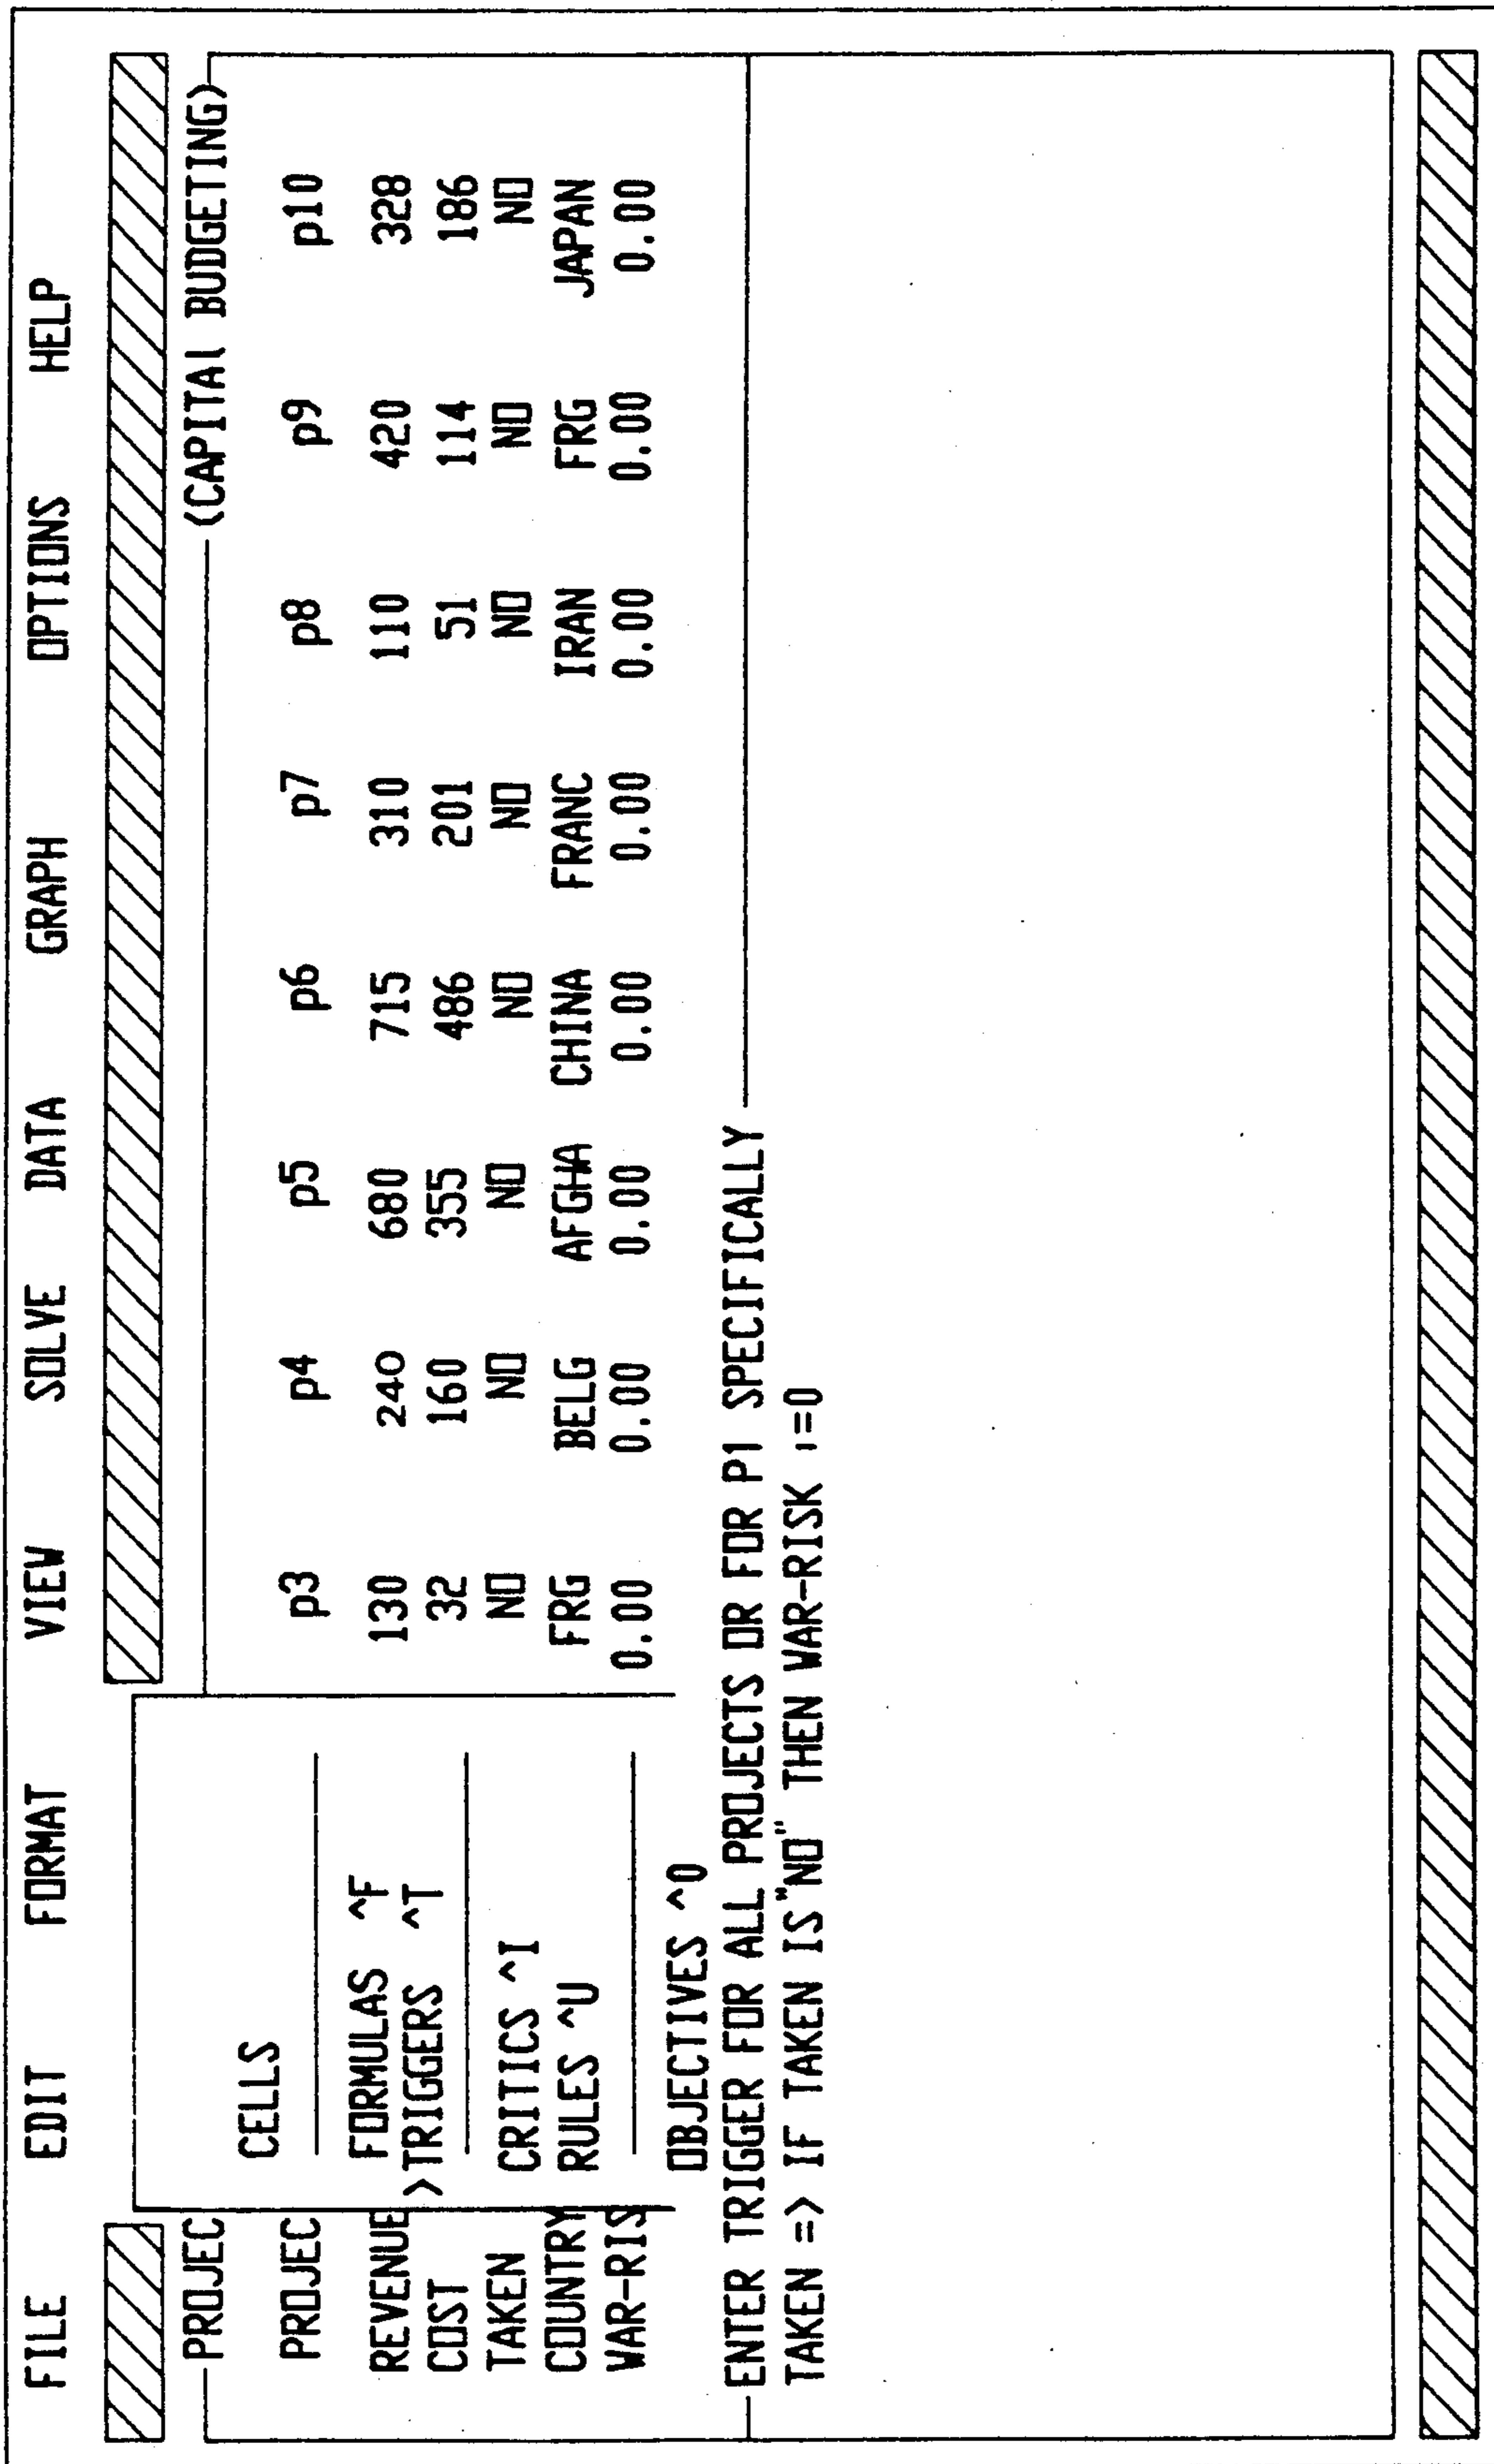 FILE EDIT FORMAT VIEW SOLVE DATA GRAPH OPTIONS HELP
PROJEC (CAPITAl BUDGETING)
CELLS
PROJEC p3 p4 p5 p6 p7 p8 p9 p10
REVENUE FORMULAS ^F 130 240 680 715 310 110 420 328
COST >TRIGGERS ^T 32 160 355 486 201 51 114 186
TAKEN CRITICS ^I NO NO NO NO NO NO NO NO
COUNTRY RULES ^U FRG BELG AFGHA CHINA FRANC IRAN FRG JAPAN
WAR-RIS 0.00 0.00 0.00 0.00 0.00 0.00 0.00 0.00
OBJECTIVES ^O
ENTER TRIGGER FOR ALL PROJECTS OR FOR P1 SPECIFICALLY
TAKEN => IF TAKEN IS "NO" THEN WAR-RISK :=0